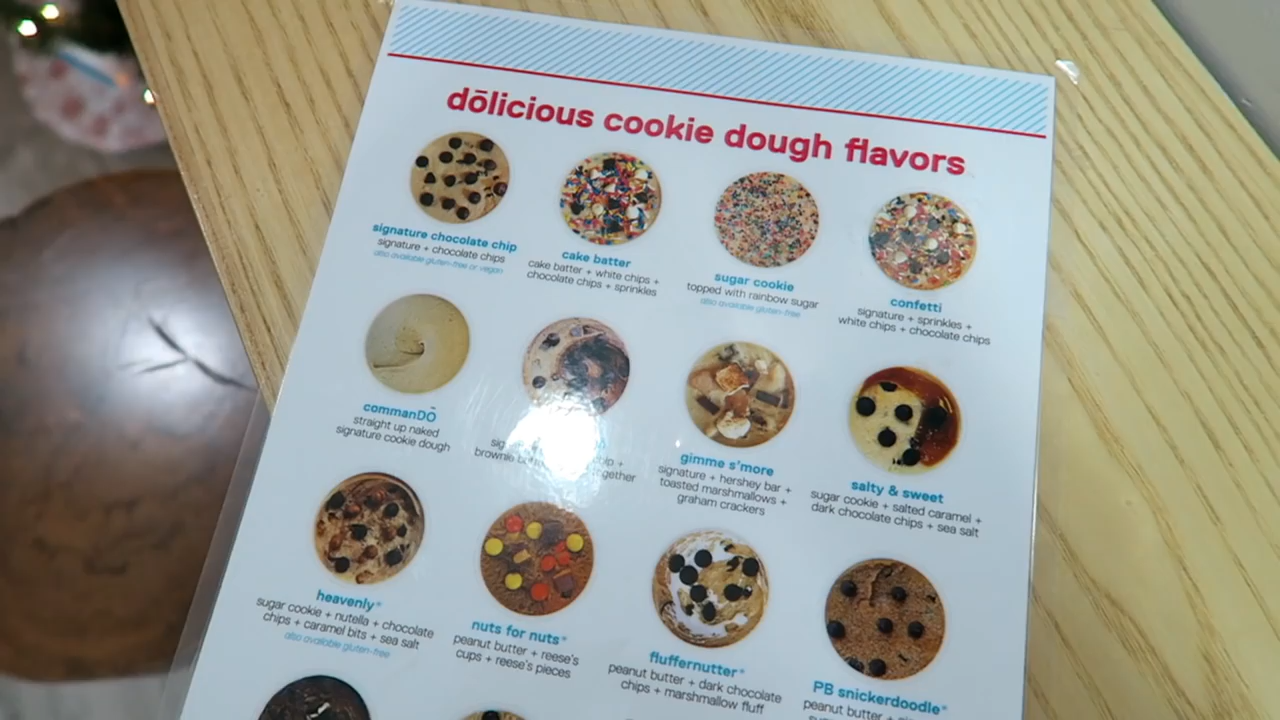 dōlicious cookie dough flavors
signature chocolate chip
signature + chocolate chips
also available gluten-free or vegan
cake batter
cake batter + white chips +
chocolate chips + sprinkles
sugar cookie
topped with rainbow sugar
also available gluten-free
confetti
signature + sprinkles +
white chips + chocolate chips
commanDŌ
straight up naked
signature cookie dough
brownie
gimme s'more
signature + hershey bar +
toasted marshmallows +
graham crackers
salty & sweet
sugar cookie + salted caramel +
dark chocolate chips + sea salt
heavenly*
sugar cookie + nutella + chocolate
chips + caramel bits + sea salt
also available gluten-free
nuts for nuts*
peanut butter + reese's
cups + reese's pieces
fluffernutter*
peanut butter + dark chocolate
chips + marshmallow fluff
PB snickerdoodle*
peanut butter +